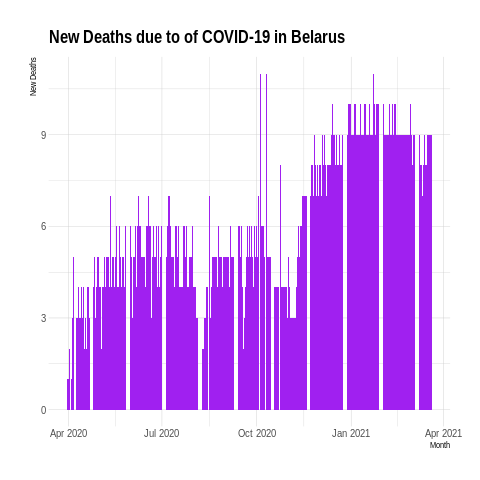 New Deaths due to of COVID-19 in Belarus
New Deaths
9
6
3
0
Apr 2020 Jul 2020 Oct 2020 Jan 2021 Apr 2021
Month